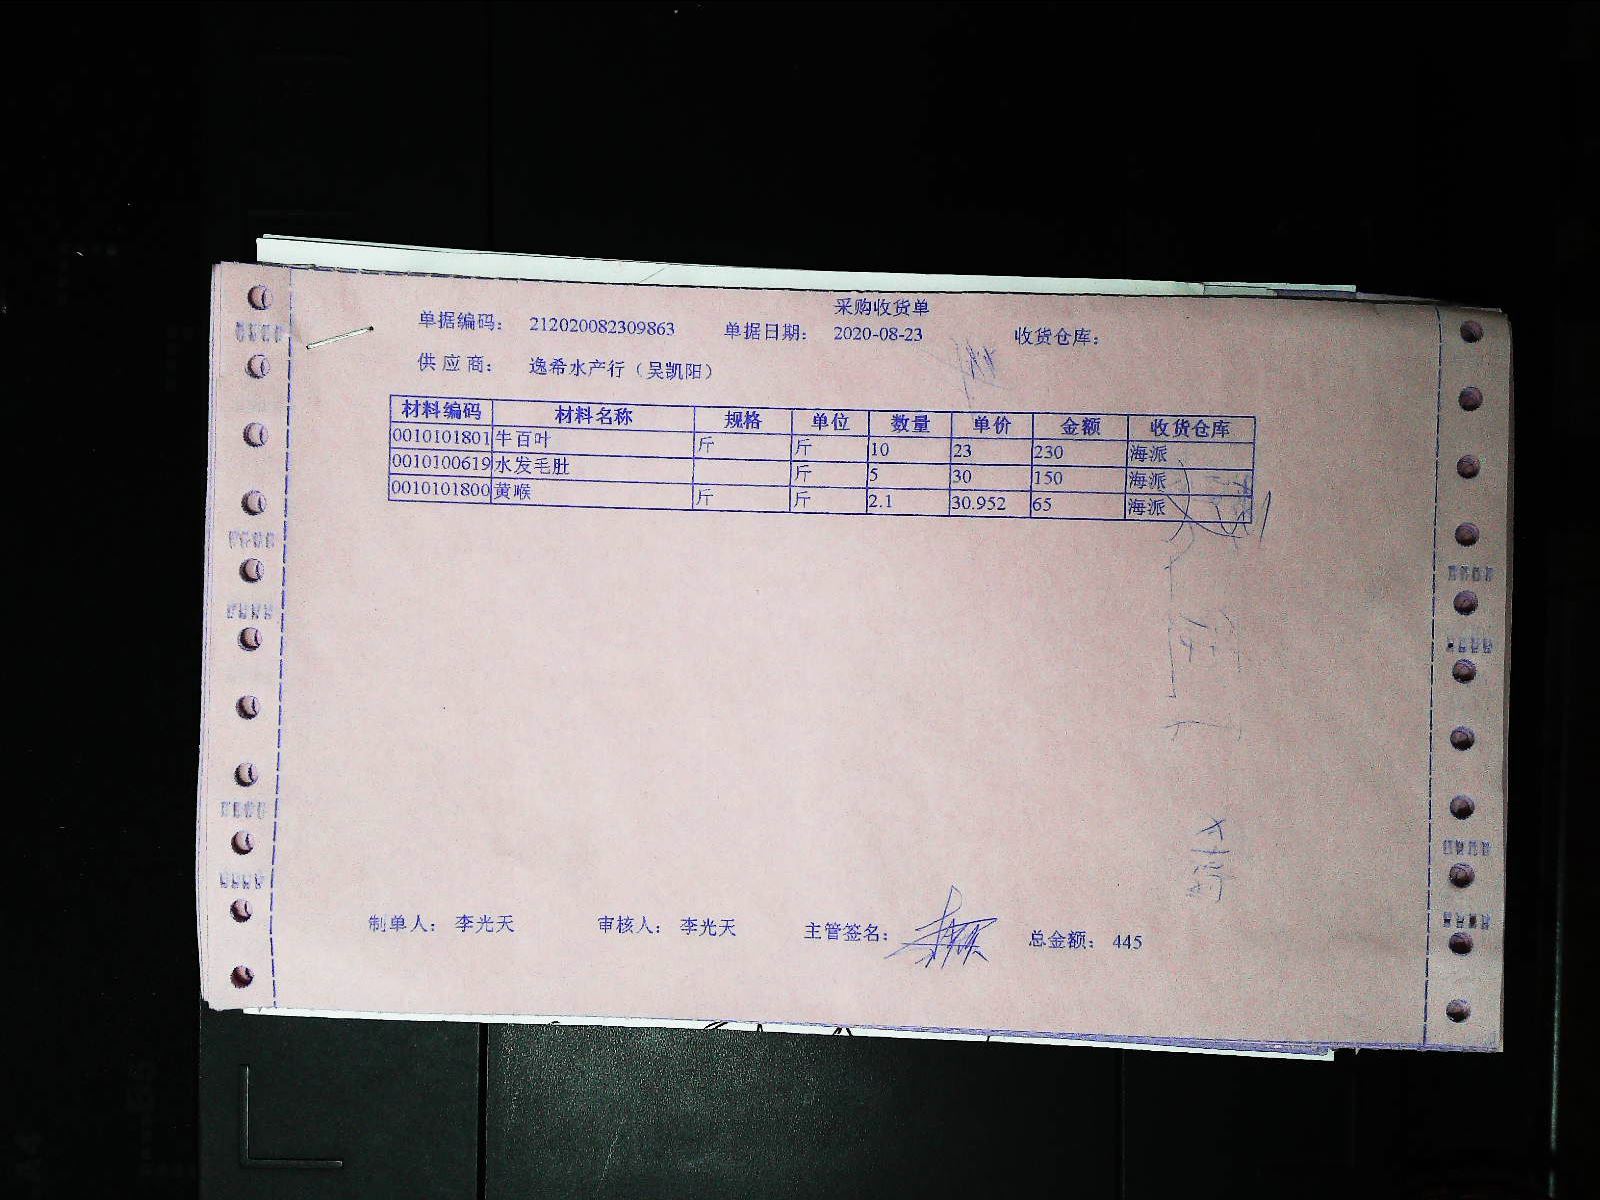 采购收货单
单据编码： 212020082309863 单据日期： 2020-08-23 收货仓库：
供应商： 逸希水产行（吴凯阳）
材料编码 材料名称 规格 单位 数量 单价 金额 收货仓库
0010101801 牛百叶 斤 斤 10 23 230 海派
0010100619 水发毛肚 斤 5 30 150 海派
0010101800 黄喉 斤 斤 2.1 30.952 65 海派
制单人： 李光天 审核人： 李光天 主管签名： 总金额： 445